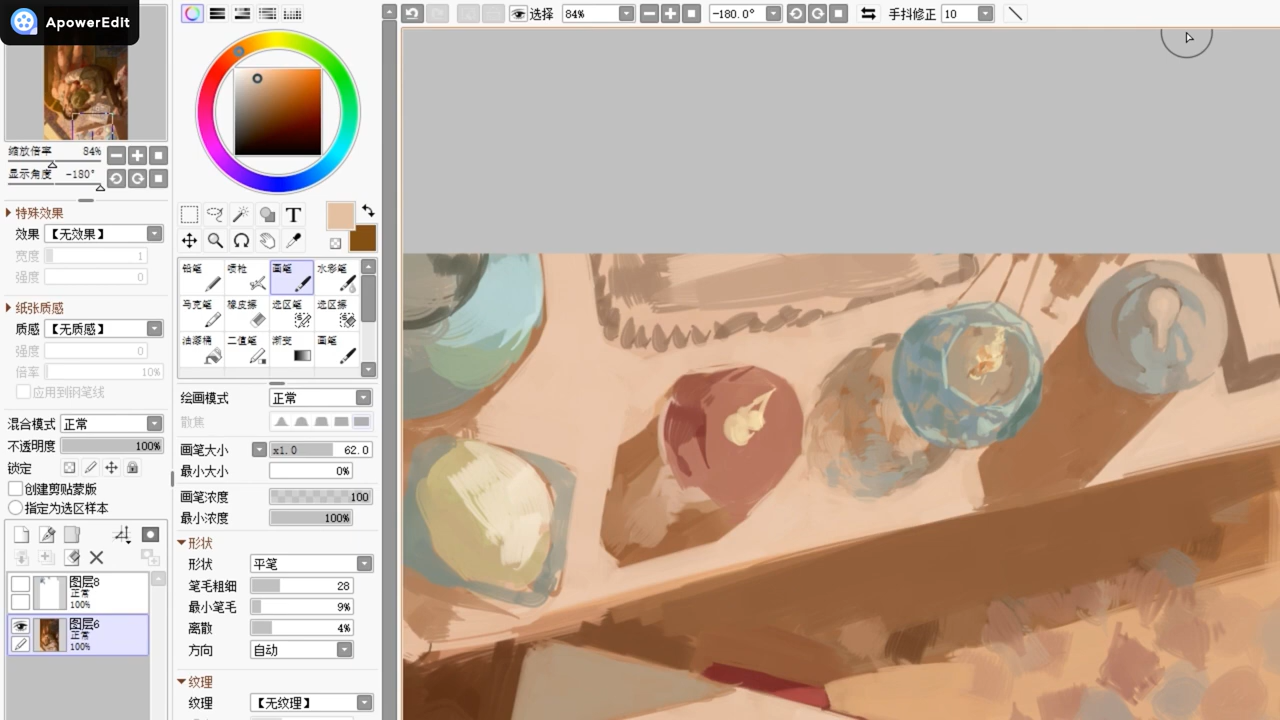 ApowerEdit
选择
84%
-180.0°
手抖修正
10
缩放倍率
84%
显示角度
-180°
特殊效果
效果
【无效果】
宽度
1
强度
0
纸张质感
质感
【无质感】
强度
0
倍率
10%
应用到钢笔线
混合模式
正常
不透明度
100%
锁定
创建剪贴蒙版
指定为选区样本
图层8
正常
100%
图层6
正常
100%
T
铅笔
喷枪
画笔
水彩笔
马克笔
橡皮擦
选区笔
选区擦
油漆桶
二值笔
渐变
画笔
绘画模式
正常
散焦
画笔大小
x1.0
62.0
最小大小
0%
画笔浓度
100
最小浓度
100%
形状
形状
平笔
笔毛粗细
28
最小笔毛
9%
离散
4%
方向
自动
纹理
纹理
【无纹理】